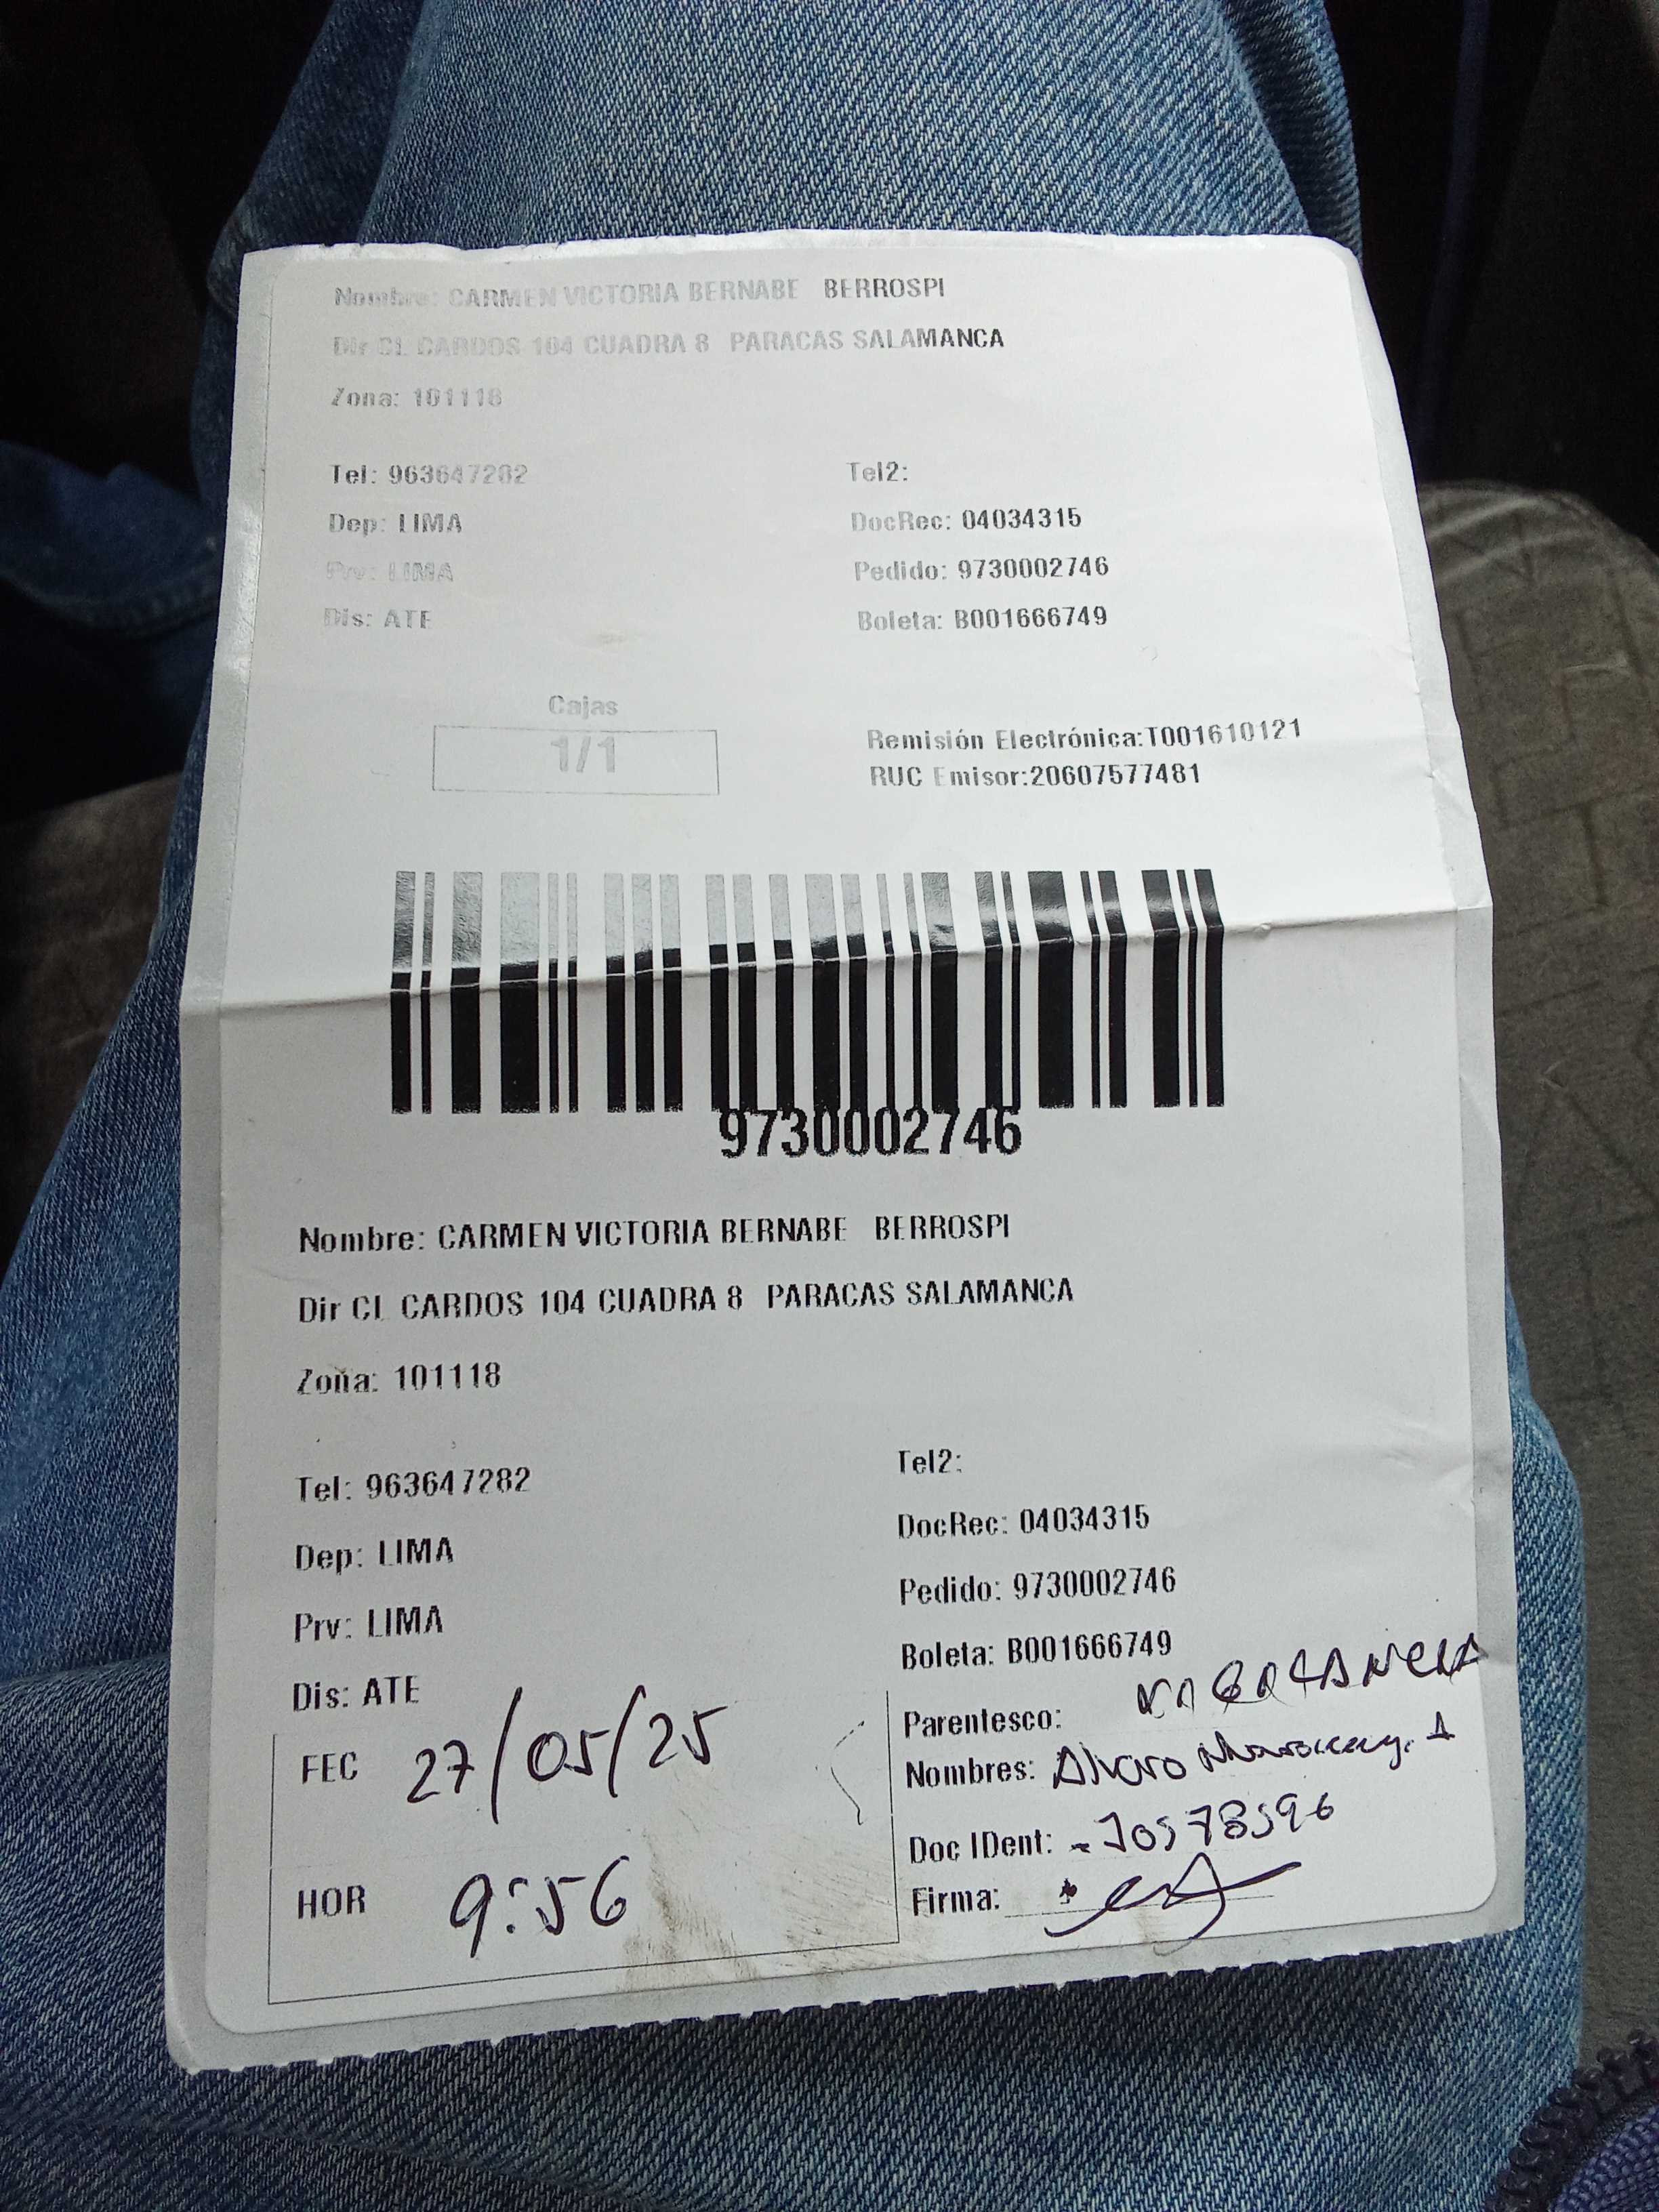 Nombre: CARMEN VICTORIA BERNABE BERROSPI
Dir CL CARDOS 104 CUADRA 8 PARACAS SALAMANCA
Zona: 101118
Tel: 963647282 Tel2:
Dep: LIMA DocRec: 04034315
Prv: LIMA Pedido: 9730002746
Dis: ATE Boleta: B001666749
Cajas
1/1
Remisión Electrónica:T001610121
RUC Emisor:20607577481
9730002746
Nombre: CARMEN VICTORIA BERNABE BERROSPI
Dir CL CARDOS 104 CUADRA 8 PARACAS SALAMANCA
Zona: 101118
Tel: 963647282 Tel2:
Dep: LIMA DocRec: 04034315
Prv: LIMA Pedido: 9730002746
Dis: ATE Boleta: B001666749
FEC 27/05/25
HOR 9:56
Parentesco:
Nombres: Alvaro
Doc IDent: 70578596
Firma: